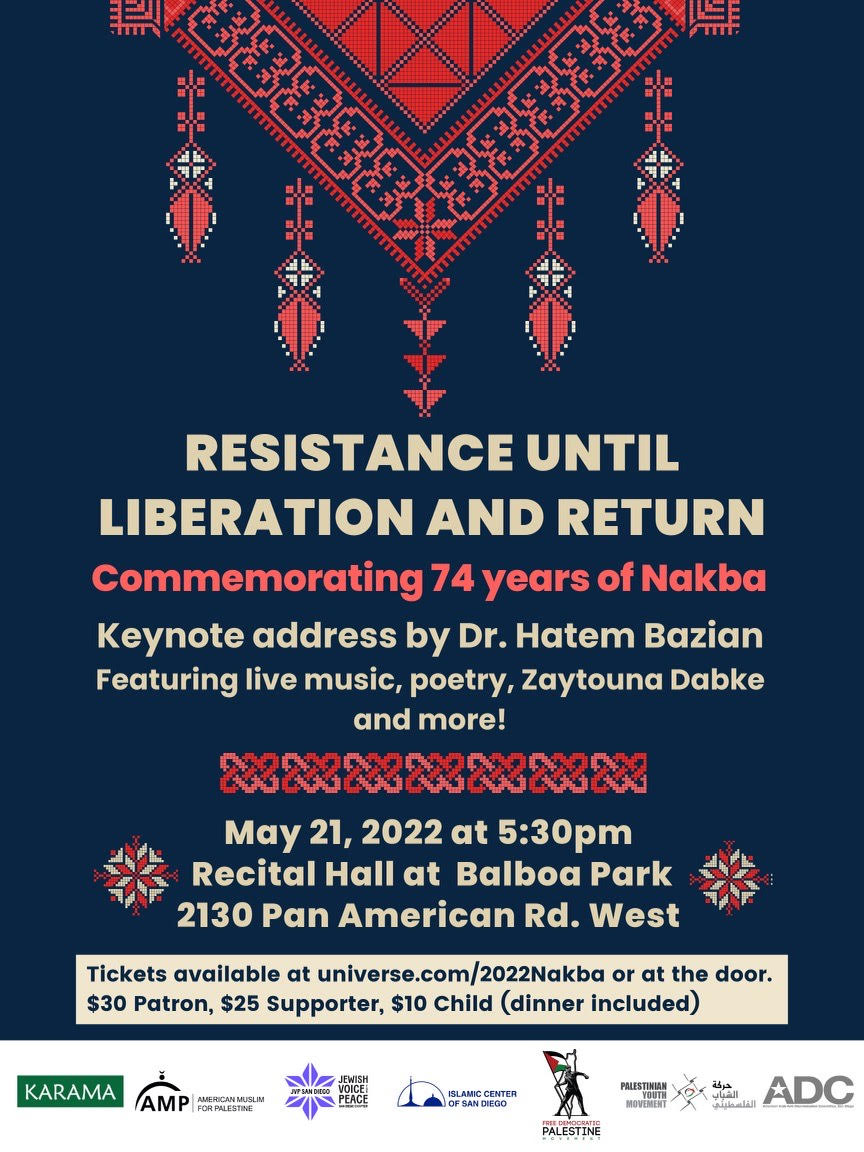 RESISTANCE UNTIL
LIBERATION AND RETURN
Commemorating 74 years of Nakba
Keynote address by Dr. Hatem Bazian
Featuring live music, poetry, Zaytouna Dabke
and more!
May 21, 2022 at 5:30pm
Recital Hall at Balboa Park
2130 Pan American Rd. West
Tickets available at universe.com/2022Nakba or at the door.
$30 Patron, $25 Supporter, $10 Child (dinner included)
KARAMA
AMP
AMERICAN MUSLIM
FOR PALESTINE
JVP SAN DIEGO
JEWISH
VOICE
PEACE
SAN DIEGO CHAPTER
ISLAMIC CENTER
OF SAN DIEGO
FREE DEMOCRATIC
PALESTINE
MOVEMENT
PALESTINIAN
YOUTH
MOVEMENT
حركة
الشباب
الفلسطيني
ADC